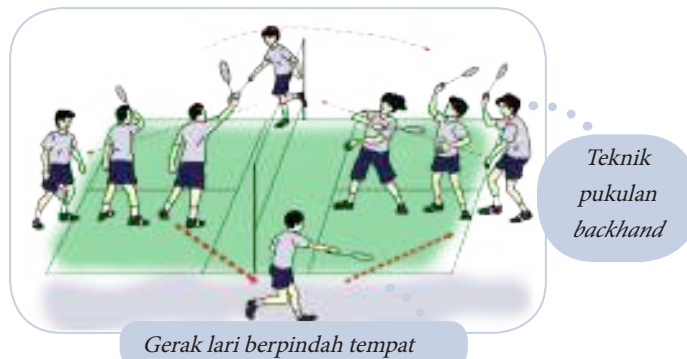 Teknik
pukulan
backhand
Gerak lari berpindah tempat